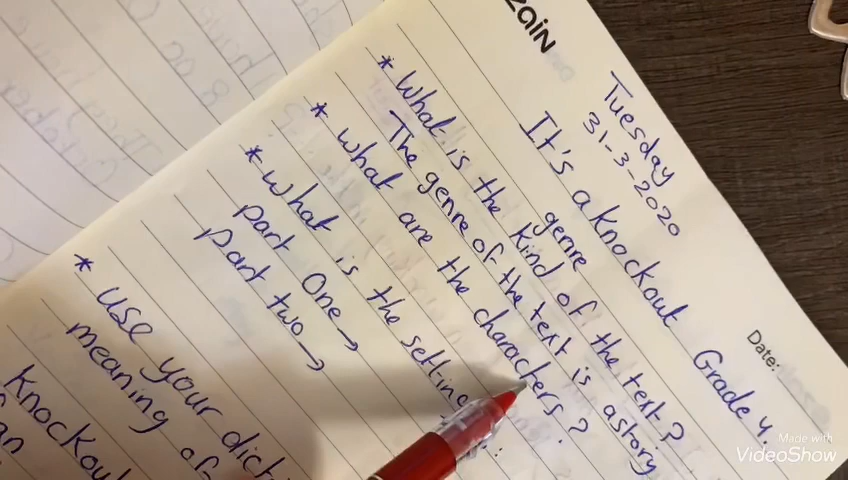 zain
Date:
Tuesday
31-3-2020
It's a Knockout Grade 4.
genre
* What is the kind of the text?
The genre of the text is a story
* what are the characters?
* what is the setting
part One →
part two →
* use your
meaning of
Knockout
Made with
VideoShow